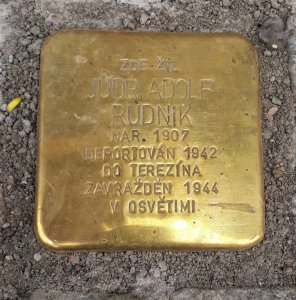 ZDE ŽIL
JUDR. ADOLF
RUDNIK
NAR. 1907
DEPORTOVÁN 1942
DO TEREZÍNA
ZAVRAŽDĚN 1944
V OSVĚTIMI